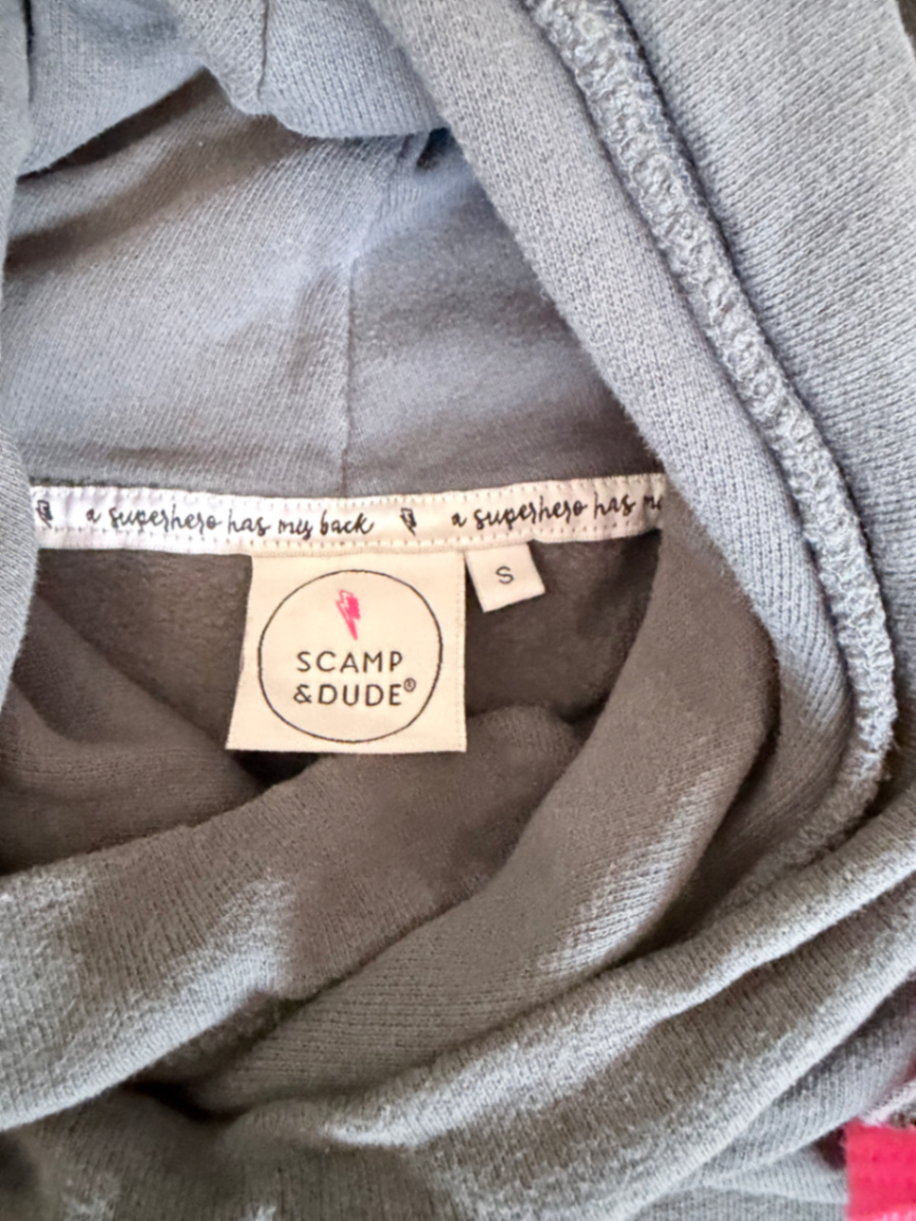 a superhero has my back a superhero has
S
SCAMP
&DUDE®